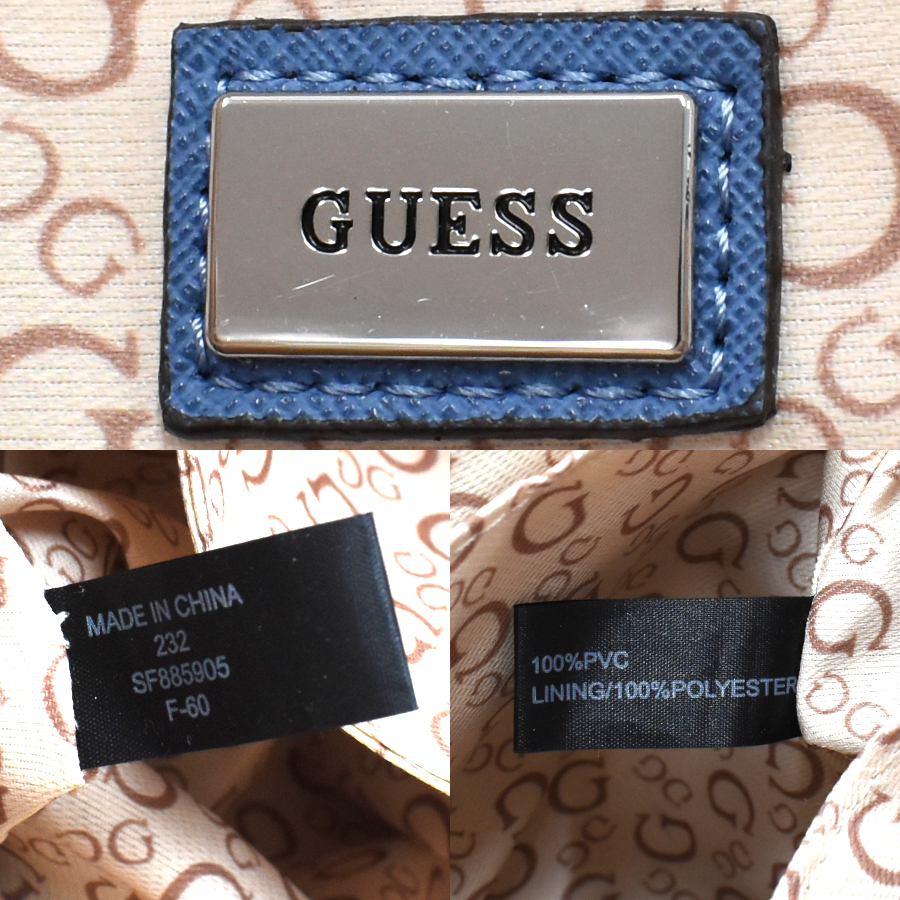 GUESS
MADE IN CHINA
232
SF885905
F-60
100%PVC
LINING/100%POLYESTER